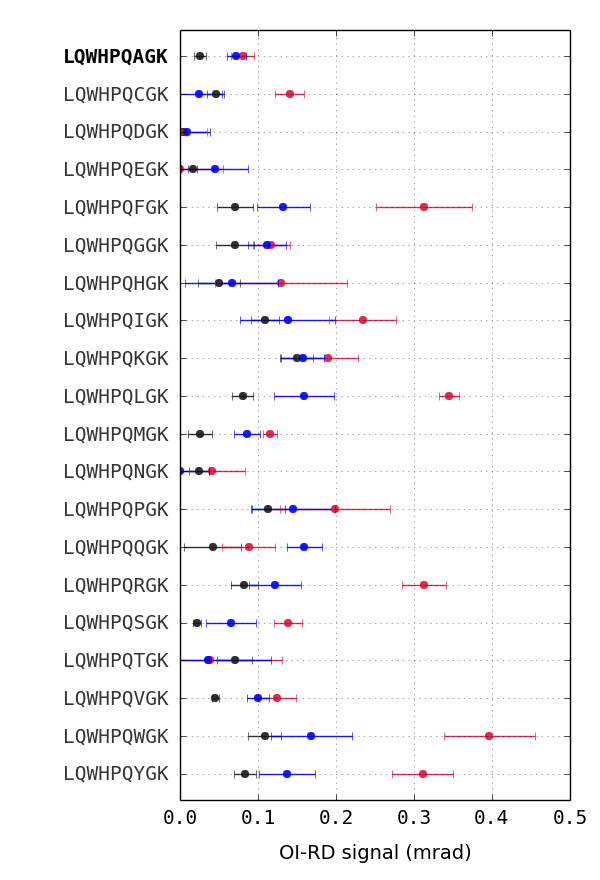 LQWHPQAGK
LQWHPQCGK
LQWHPQDGK
LQWHPQEGK
LQWHPQFGK
LQWHPQGGK
LQWHPQHGK
LQWHPQIGK
LQWHPQKGK
LQWHPQLGK
LQWHPQMGK
LQWHPQNGK
LQWHPQPGK
LQWHPQQGK
LQWHPQRGK
LQWHPQSGK
LQWHPQTGK
LQWHPQVGK
LQWHPQWGK
LQWHPQYGK
0.0 0.1 0.2 0.3 0.4 0.5
OI-RD signal (mrad)